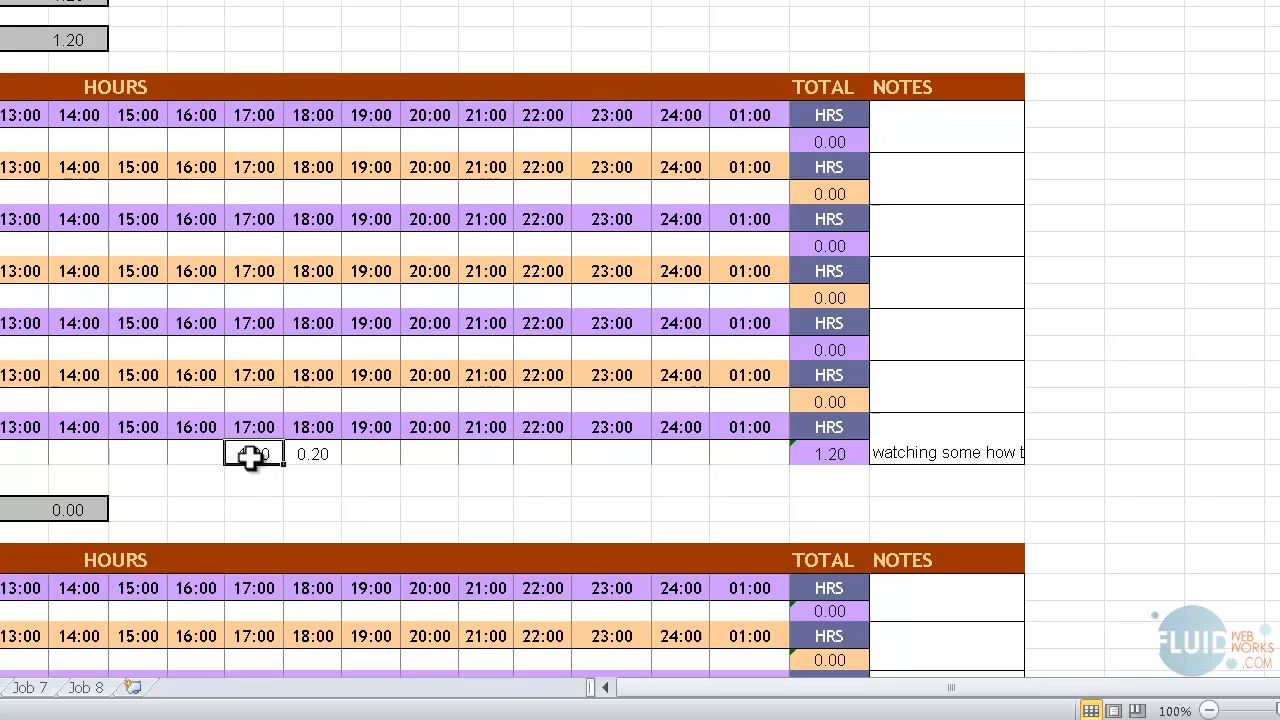 1.20
HOURS TOTAL NOTES
13:00 14:00 15:00 16:00 17:00 18:00 19:00 20:00 21:00 22:00 23:00 24:00 01:00 HRS
0.00
13:00 14:00 15:00 16:00 17:00 18:00 19:00 20:00 21:00 22:00 23:00 24:00 01:00 HRS
0.00
13:00 14:00 15:00 16:00 17:00 18:00 19:00 20:00 21:00 22:00 23:00 24:00 01:00 HRS
0.00
13:00 14:00 15:00 16:00 17:00 18:00 19:00 20:00 21:00 22:00 23:00 24:00 01:00 HRS
0.00
13:00 14:00 15:00 16:00 17:00 18:00 19:00 20:00 21:00 22:00 23:00 24:00 01:00 HRS
0.00
13:00 14:00 15:00 16:00 17:00 18:00 19:00 20:00 21:00 22:00 23:00 24:00 01:00 HRS
0.00
13:00 14:00 15:00 16:00 17:00 18:00 19:00 20:00 21:00 22:00 23:00 24:00 01:00 HRS
0.20 1.20 watching some how t
0.00
HOURS TOTAL NOTES
13:00 14:00 15:00 16:00 17:00 18:00 19:00 20:00 21:00 22:00 23:00 24:00 01:00 HRS
0.00
13:00 14:00 15:00 16:00 17:00 18:00 19:00 20:00 21:00 22:00 23:00 24:00 01:00 HRS
0.00
FLUID WEB WORKS .COM
Job 7 Job 8
100%